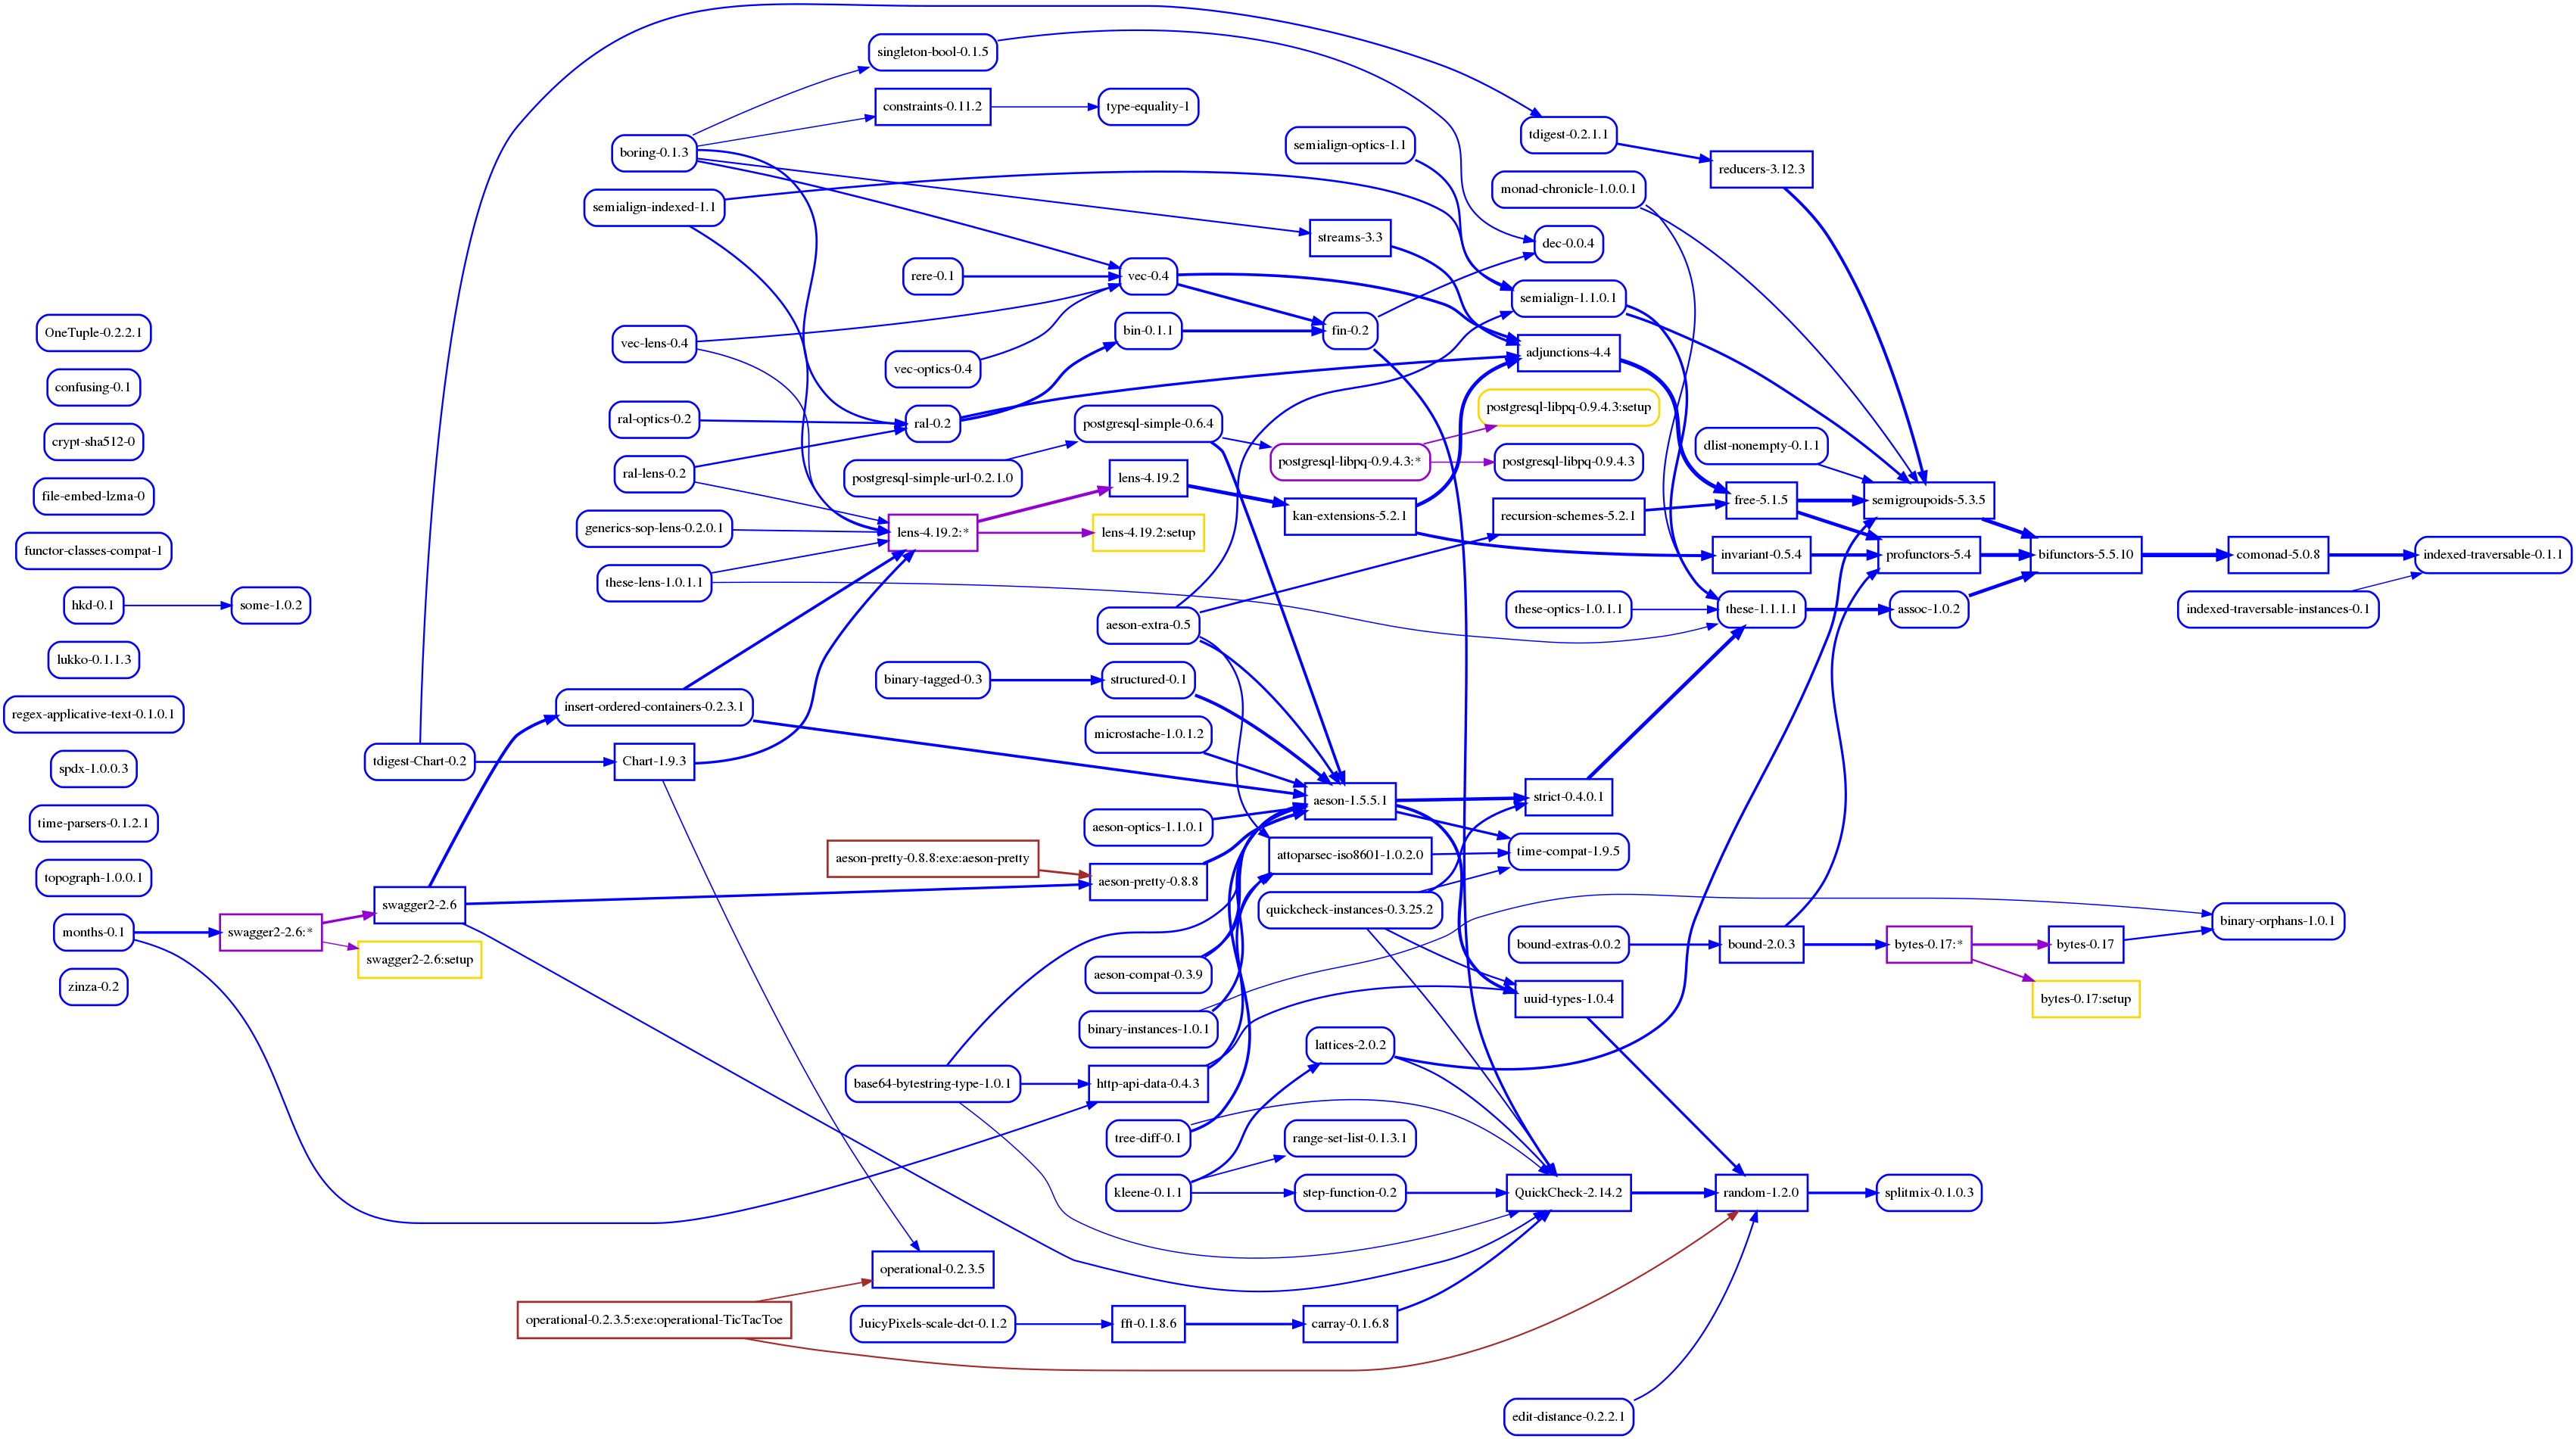 OneTuple-0.2.2.1
confusing-0.1
crypt-sha512-0
file-embed-lzma-0
functor-classes-compat-1
hkd-0.1
some-1.0.2
lukko-0.1.1.3
regex-applicative-text-0.1.0.1
spdx-1.0.0.3
time-parsers-0.1.2.1
topograph-1.0.0.1
months-0.1
zinza-0.2
swagger2-2.6:*
tdigest-Chart-0.2
swagger2-2.6
swagger2-2.6:setup
boring-0.1.3
semialign-indexed-1.1
vec-lens-0.4
ral-optics-0.2
ral-lens-0.2
generics-sop-lens-0.2.0.1
these-lens-1.0.1.1
insert-ordered-containers-0.2.3.1
Chart-1.9.3
operational-0.2.3.5:exe:operational-TicTacToe
singleton-bool-0.1.5
constraints-0.11.2
rere-0.1
vec-optics-0.4
ral-0.2
postgresql-simple-url-0.2.1.0
lens-4.19.2:*
binary-tagged-0.3
aeson-pretty-0.8.8:exe:aeson-pretty
base64-bytestring-type-1.0.1
operational-0.2.3.5
JuicyPixels-scale-dct-0.1.2
type-equality-1
vec-0.4
bin-0.1.1
postgresql-simple-0.6.4
lens-4.19.2
lens-4.19.2:setup
aeson-extra-0.5
structured-0.1
microstache-1.0.1.2
aeson-optics-1.1.0.1
aeson-pretty-0.8.8
aeson-compat-0.3.9
binary-instances-1.0.1
http-api-data-0.4.3
tree-diff-0.1
kleene-0.1.1
fft-0.1.8.6
semialign-optics-1.1
streams-3.3
fin-0.2
postgresql-libpq-0.9.4.3:*
kan-extensions-5.2.1
aeson-1.5.5.1
attoparsec-iso8601-1.0.2.0
quickcheck-instances-0.3.25.2
lattices-2.0.2
range-set-list-0.1.3.1
step-function-0.2
carray-0.1.6.8
tdigest-0.2.1.1
monad-chronicle-1.0.0.1
dec-0.0.4
semialign-1.1.0.1
adjunctions-4.4
postgresql-libpq-0.9.4.3:setup
postgresql-libpq-0.9.4.3
recursion-schemes-5.2.1
these-optics-1.0.1.1
strict-0.4.0.1
time-compat-1.9.5
bound-extras-0.0.2
uuid-types-1.0.4
QuickCheck-2.14.2
edit-distance-0.2.2.1
reducers-3.12.3
dlist-nonempty-0.1.1
free-5.1.5
invariant-0.5.4
these-1.1.1.1
bound-2.0.3
random-1.2.0
semigroupoids-5.3.5
profunctors-5.4
assoc-1.0.2
bytes-0.17:*
splitmix-0.1.0.3
bifunctors-5.5.10
bytes-0.17
bytes-0.17:setup
comonad-5.0.8
indexed-traversable-instances-0.1
binary-orphans-1.0.1
indexed-traversable-0.1.1